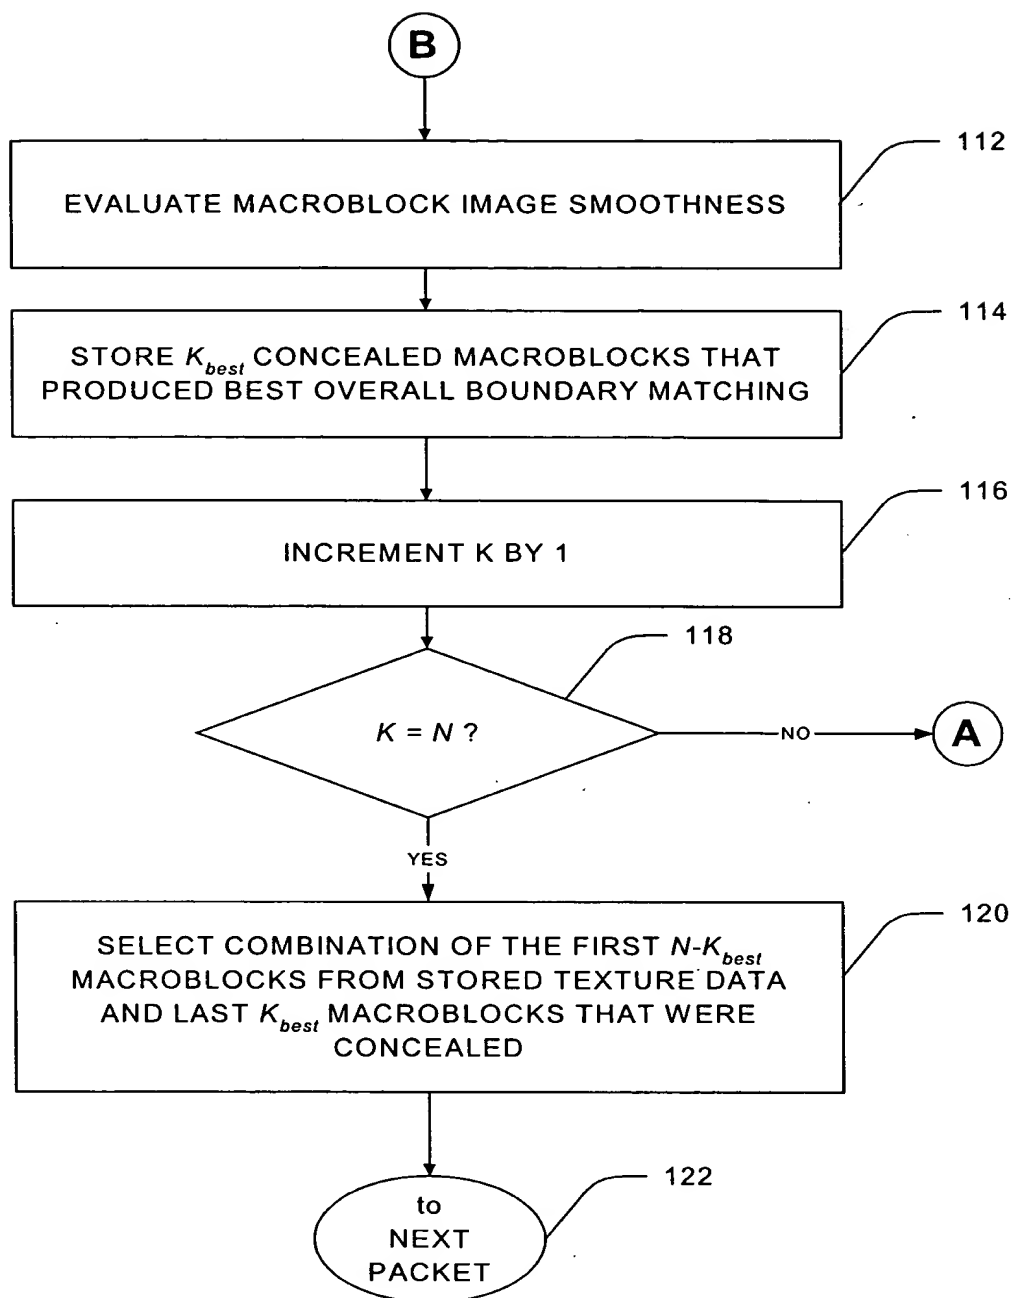 B
112
EVALUATE MACROBLOCK IMAGE SMOOTHNESS
114
STORE K_best CONCEALED MACROBLOCKS THAT
PRODUCED BEST OVERALL BOUNDARY MATCHING
116
INCREMENT K BY 1
118
K = N ?
NO
A
YES
120
SELECT COMBINATION OF THE FIRST N-K_best
MACROBLOCKS FROM STORED TEXTURE DATA
AND LAST K_best MACROBLOCKS THAT WERE
CONCEALED
122
to
NEXT
PACKET